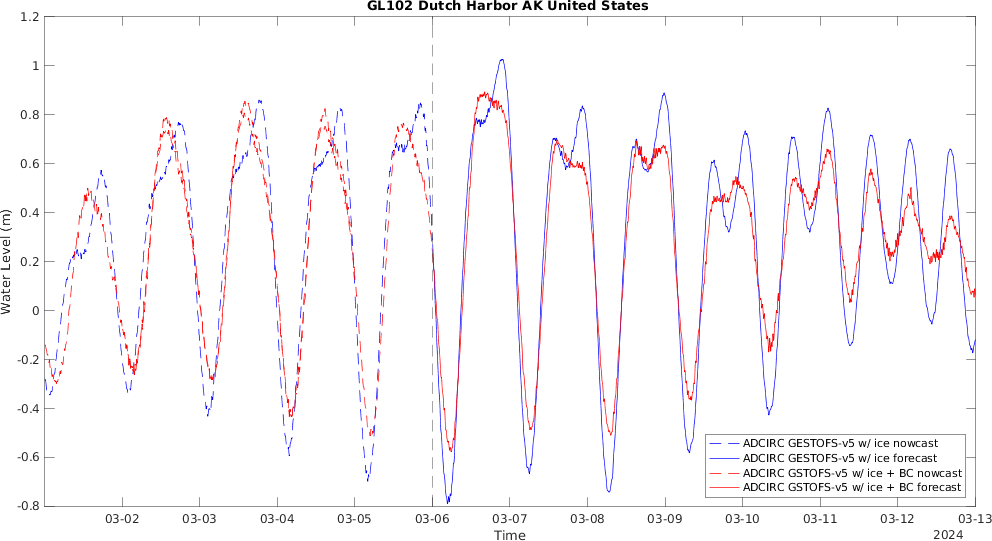 GL102 Dutch Harbor AK United States
1.2
1
0.8
0.6
0.4
0.2
0
-0.2
-0.4
-0.6
-0.8
Water Level (m)
ADCIRC GESTOFS-v5 w/ ice nowcast
ADCIRC GESTOFS-v5 w/ ice forecast
ADCIRC GSTOFS-v5 w/ ice + BC nowcast
ADCIRC GSTOFS-v5 w/ ice + BC forecast
03-02 03-03 03-04 03-05 03-06 03-07 03-08 03-09 03-10 03-11 03-12 03-13
Time
2024